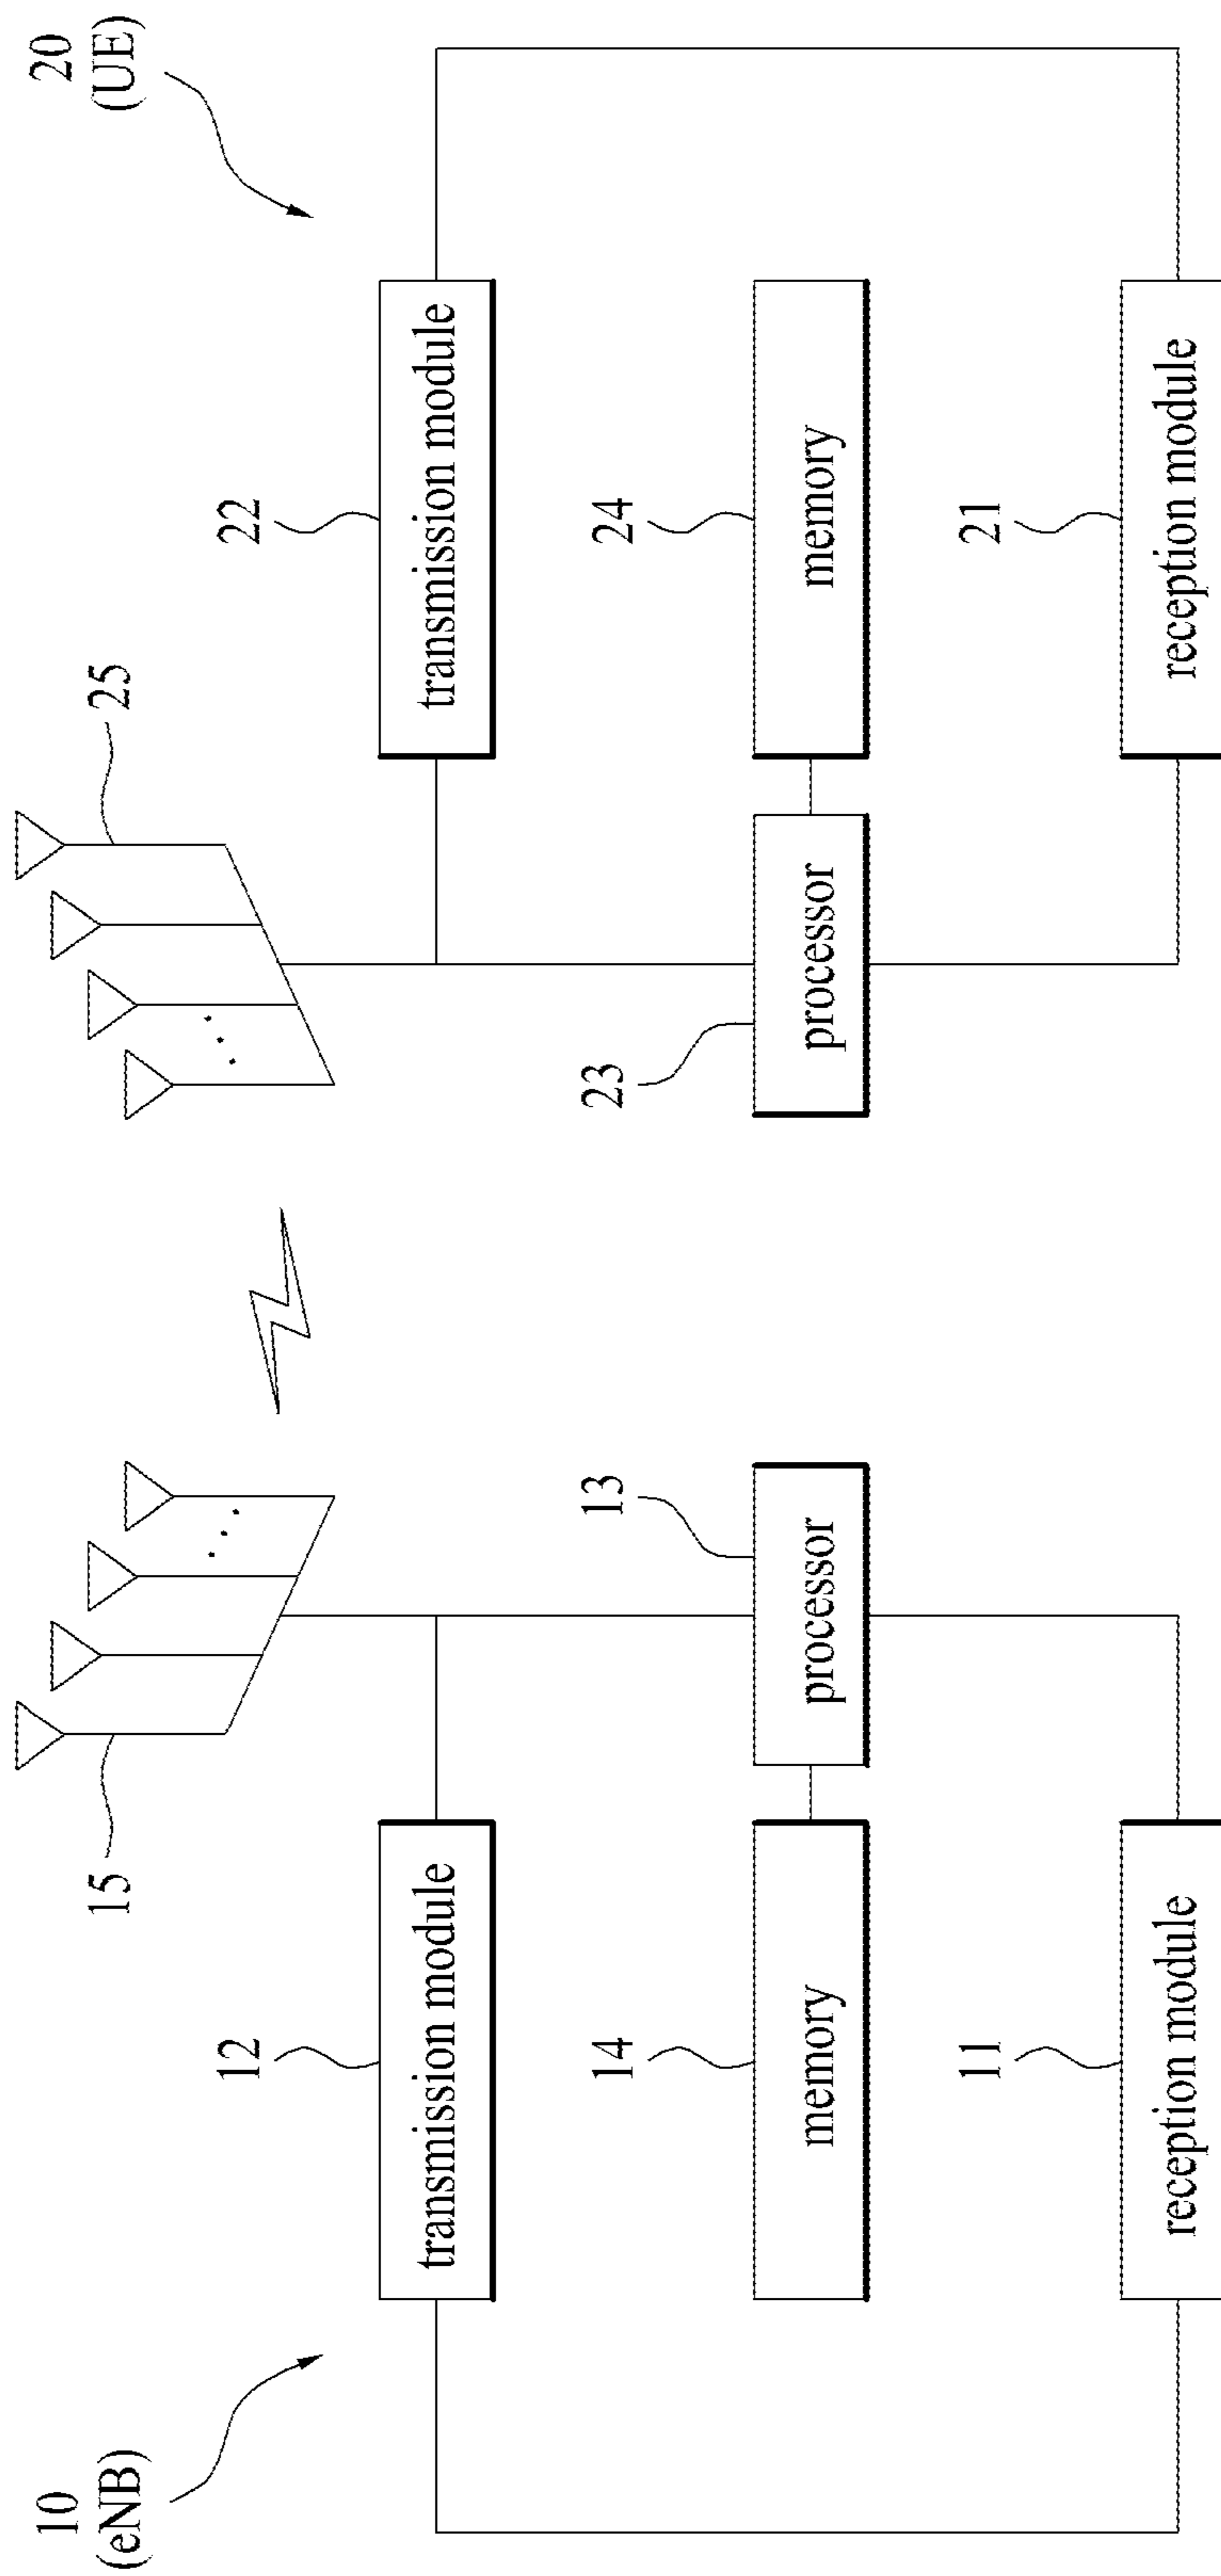 10
(eNB)
20
(UE)
15
25
12
transmission module
22
transmission module
13
23
14
memory
processor
processor
24
memory
11
reception module
21
reception module